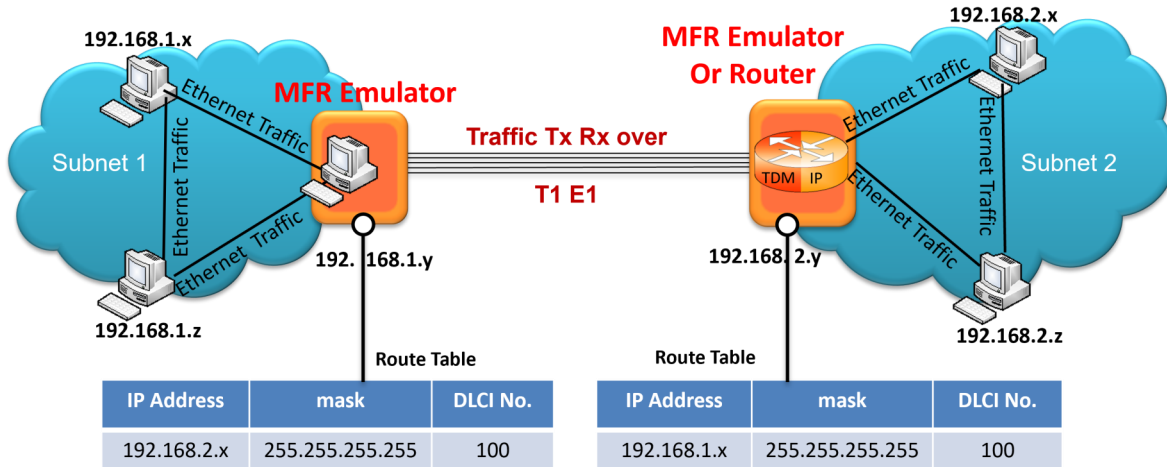 192.168.1.x
192.168.2.x
MFR Emulator
Or Router
MFR Emulator
Ethernet Traffic
Ethernet Traffic
Ethernet Traffic
Subnet 1
Traffic Tx Rx over
T1 E1
TDM IP
Ethernet Traffic
Ethernet Traffic
Ethernet Traffic
Subnet 2
192.168.1.y
192.168.2.y
192.168.1.z
192.168.2.z
Route Table
Route Table
IP Address mask DLCI No.
192.168.2.x 255.255.255.255 100
IP Address mask DLCI No.
192.168.1.x 255.255.255.255 100